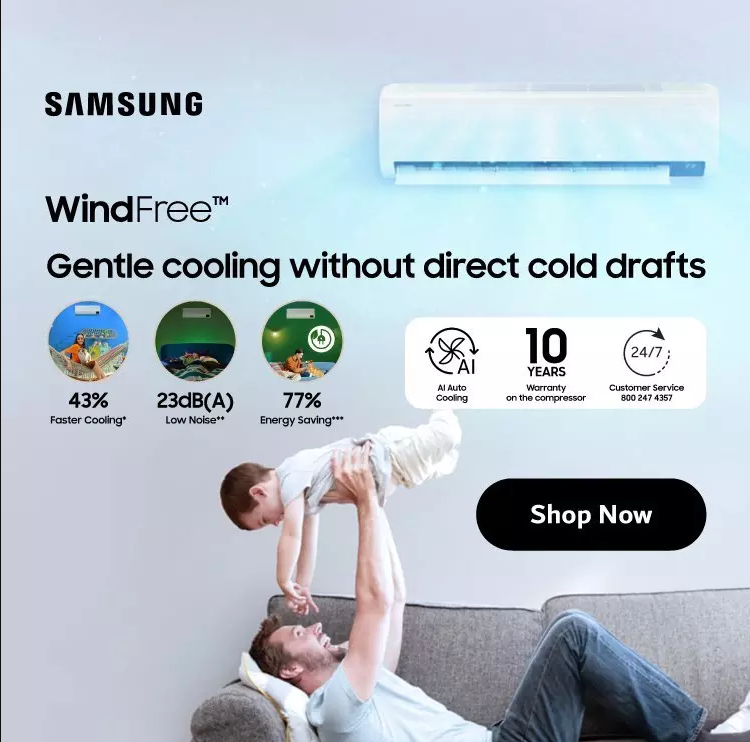 SAMSUNG
WindFree™
Gentle cooling without direct cold drafts
43%
Faster Cooling*
23dB(A)
Low Noise**
77%
Energy Saving***
AI
AI Auto
Cooling
10
YEARS
Warranty
on the compressor
24/7
Customer Service
800 247 4357
Shop Now